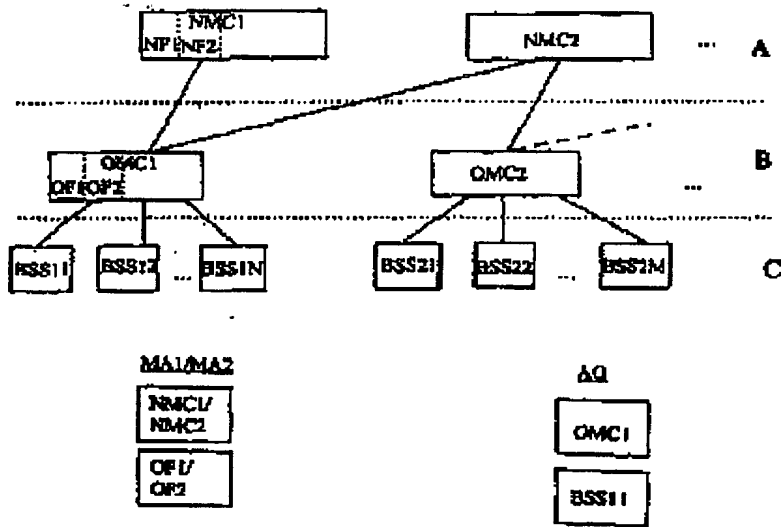 NMC1
NF1 NF2
NMC2
... A
OMC1
OF1 OF2
OMC2
... B
BSS11 BSS12 ... BSS1N BSS21 BSS22 ... BSS2M C
MA1/MA2
NMC1/
NMC2
OF1/
OF2
AG
OMC1
BSS11